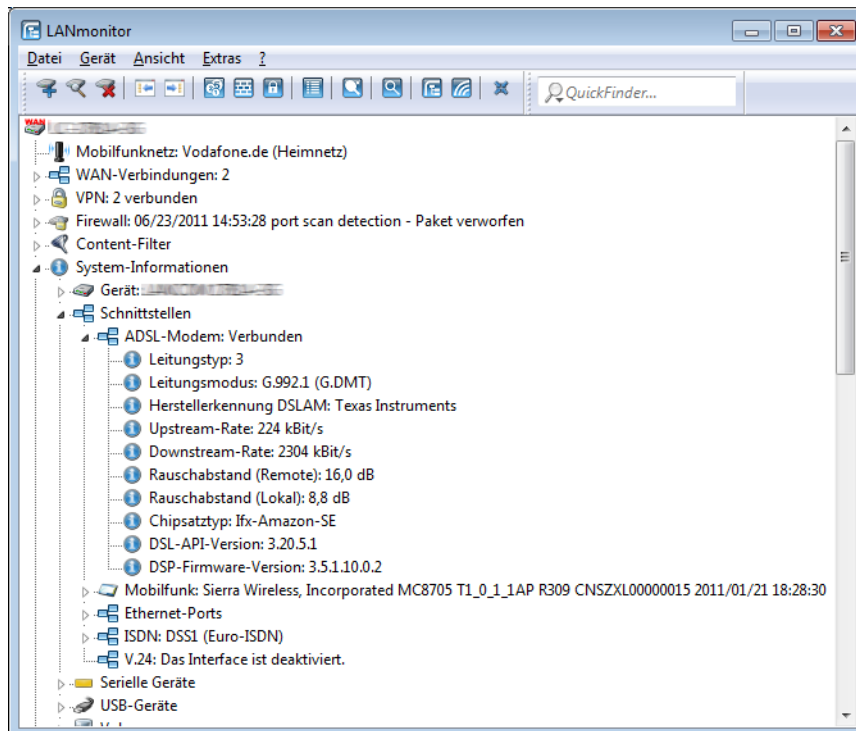 LANmonitor
Datei Gerät Ansicht Extras ?
QuickFinder...
WAN
Mobilfunknetz: Vodafone.de (Heimnetz)
WAN-Verbindungen: 2
VPN: 2 verbunden
Firewall: 06/23/2011 14:53:28 port scan detection - Paket verworfen
Content-Filter
System-Informationen
Gerät:
Schnittstellen
ADSL-Modem: Verbunden
Leitungstyp: 3
Leitungsmodus: G.992.1 (G.DMT)
Herstellerkennung DSLAM: Texas Instruments
Upstream-Rate: 224 kBit/s
Downstream-Rate: 2304 kBit/s
Rauschabstand (Remote): 16,0 dB
Rauschabstand (Lokal): 8,8 dB
Chipsatztyp: Ifx-Amazon-SE
DSL-API-Version: 3.20.5.1
DSP-Firmware-Version: 3.5.1.10.0.2
Mobilfunk: Sierra Wireless, Incorporated MC8705 T1_0_1_1AP R309 CNSZXL00000015 2011/01/21 18:28:30
Ethernet-Ports
ISDN: DSS1 (Euro-ISDN)
V.24: Das Interface ist deaktiviert.
Serielle Geräte
USB-Geräte